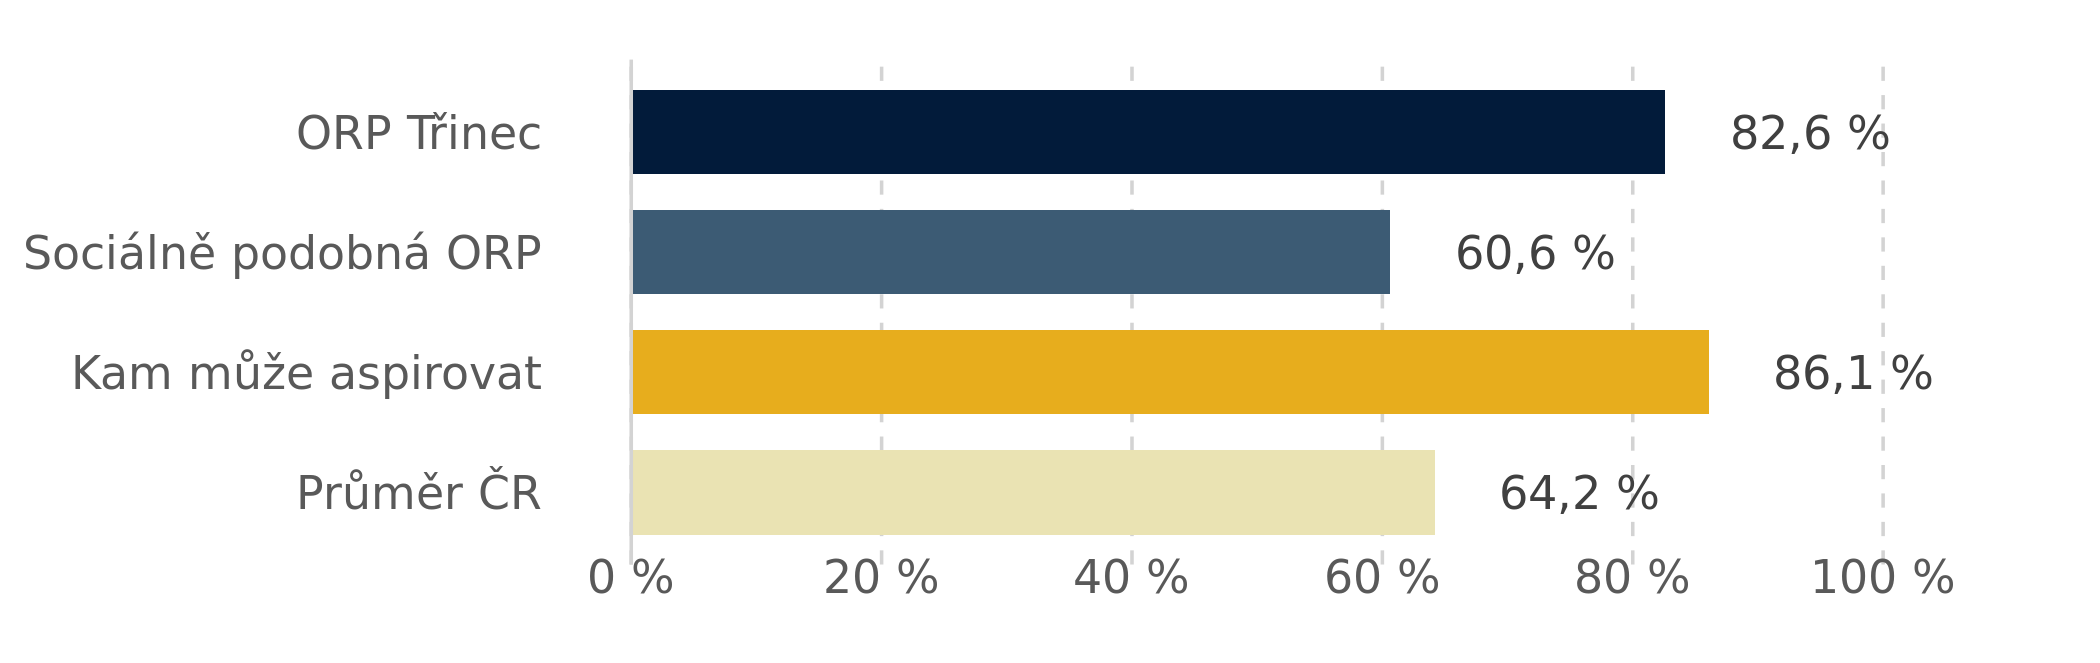 ORP Třinec 82,6 %
Sociálně podobná ORP 60,6 %
Kam může aspirovat 86,1 %
Průměr ČR 64,2 %
0 % 20 % 40 % 60 % 80 % 100 %